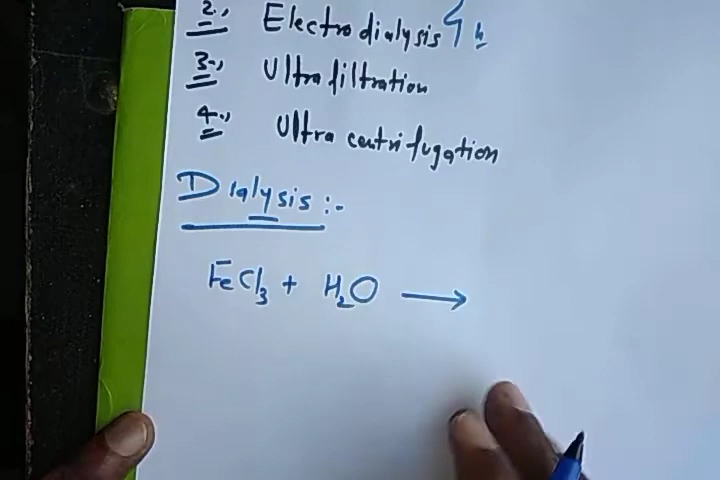 2., Electrodialysis
3., Ultrafiltration
4., Ultra centrifugation
Dialysis :-
FeCl₃ + H₂O →